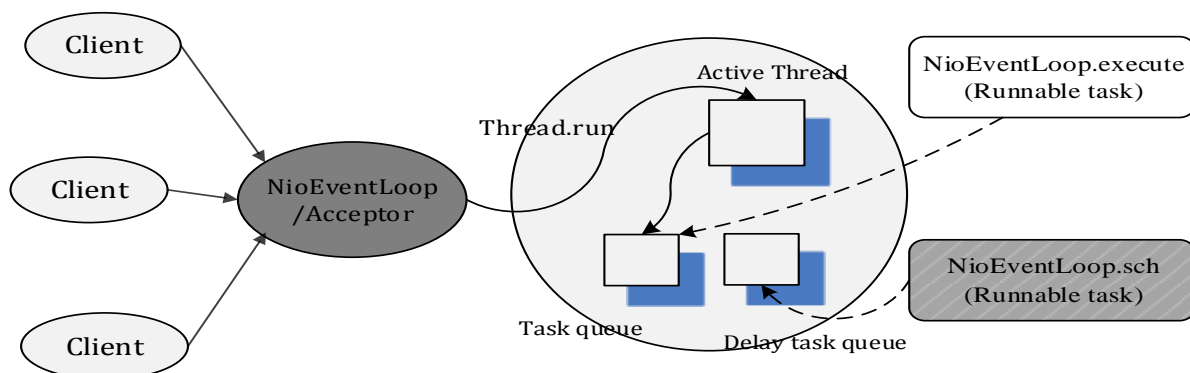 Client
Client
Client
NioEventLoop
/Acceptor
Thread.run
Active Thread
Task queue
Delay task queue
NioEventLoop.execute
(Runnable task)
NioEventLoop.sch
(Runnable task)